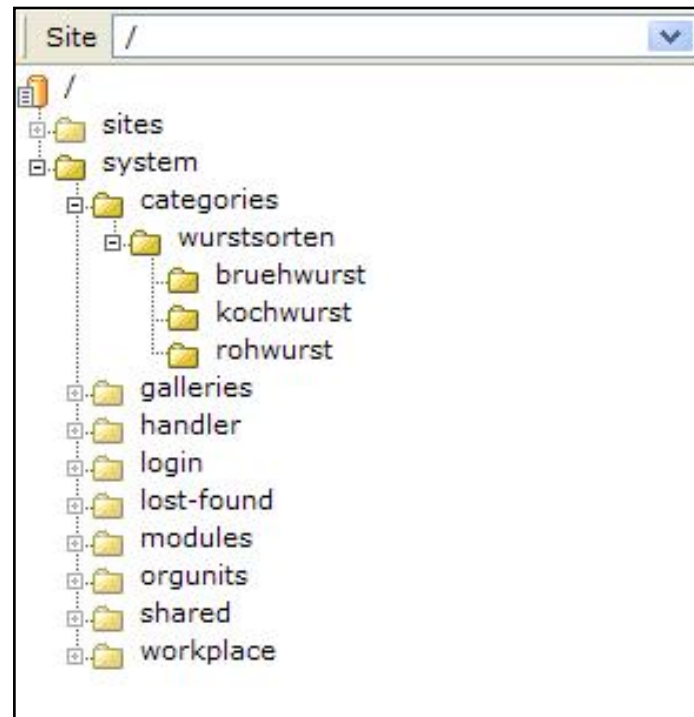 Site /
/
sites
system
categories
wurstsorten
bruehwurst
kochwurst
rohwurst
galleries
handler
login
lost-found
modules
orgunits
shared
workplace